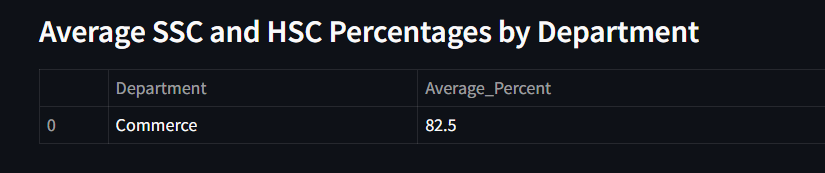 Average SSC and HSC Percentages by Department
Department Average_Percent
0 Commerce 82.5